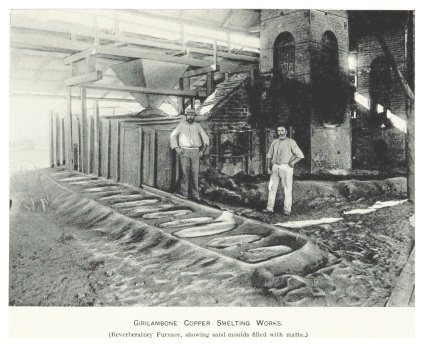 Girilambone Copper Smelting Works.
(Reverberatory Furnace, showing sand moulds filled with matte.)